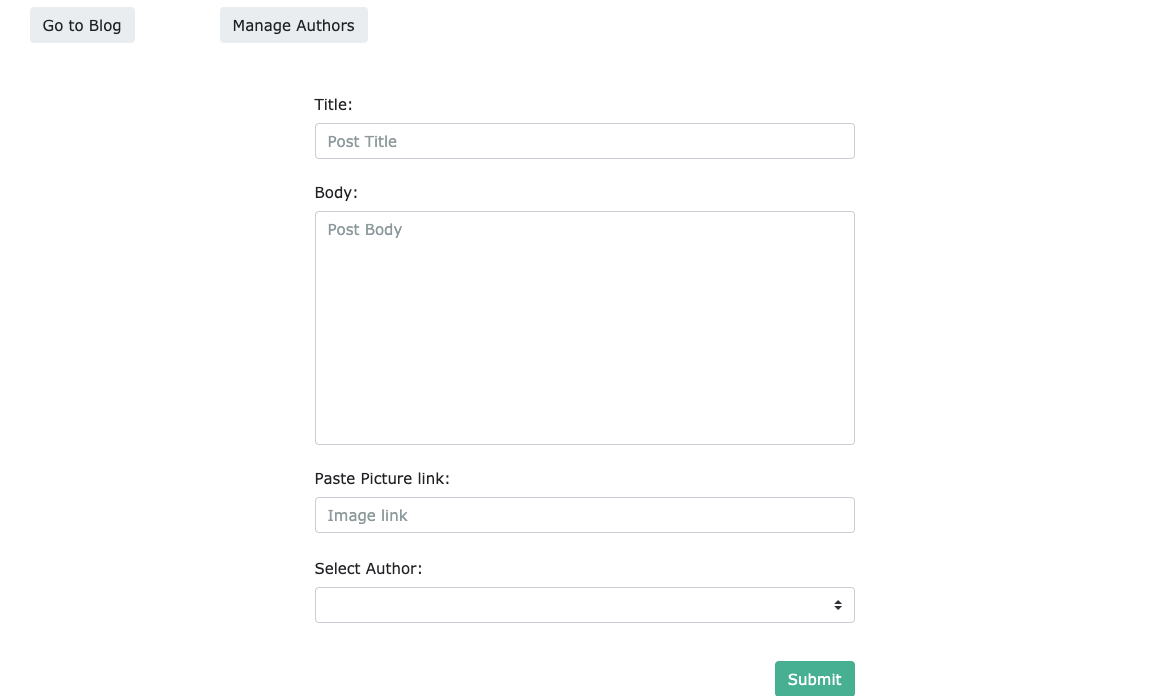 Go to Blog Manage Authors
Title:
Post Title
Body:
Post Body
Paste Picture link:
Image link
Select Author:
Submit